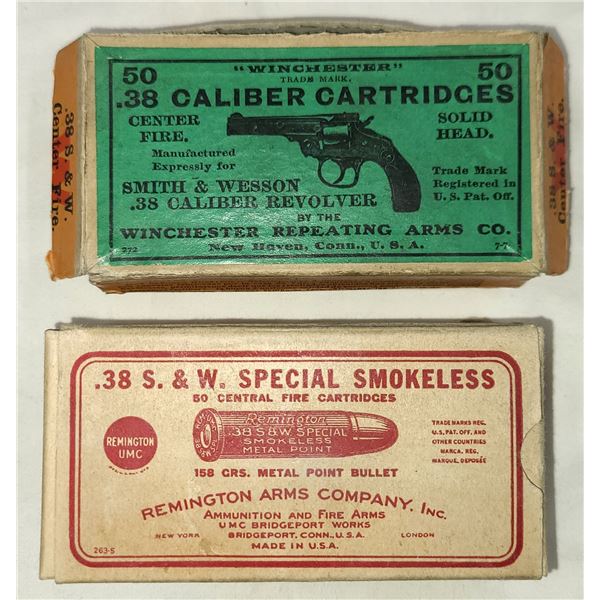 50 "WINCHESTER" 50
TRADE MARK.
.38 CALIBER CARTRIDGES
CENTER FIRE.
SOLID HEAD.
Manufactured
Expressly for
Trade Mark
Registered in
U.S. Pat. Off.
SMITH & WESSON
.38 CALIBER REVOLVER
BY THE
WINCHESTER REPEATING ARMS CO.
New Haven, Conn., U. S. A.
272
7-7
.38 S. & W.
Center Fire.
.38 S. & W.
Center Fire.
.38 S. & W. SPECIAL SMOKELESS
50 CENTRAL FIRE CARTRIDGES
REMINGTON
UMC
Remington
.38 S&W SPECIAL
SMOKELESS
METAL POINT
TRADE MARKS REG.
U.S. PAT. OFF. AND
OTHER COUNTRIES
MARCA. REG.
MARQUE. DEPOSÉE
158 GRS. METAL POINT BULLET
REMINGTON ARMS COMPANY, INC.
AMMUNITION AND FIRE ARMS
UMC BRIDGEPORT WORKS
NEW YORK BRIDGEPORT, CONN., U.S.A. LONDON
MADE IN U.S.A.
263-S